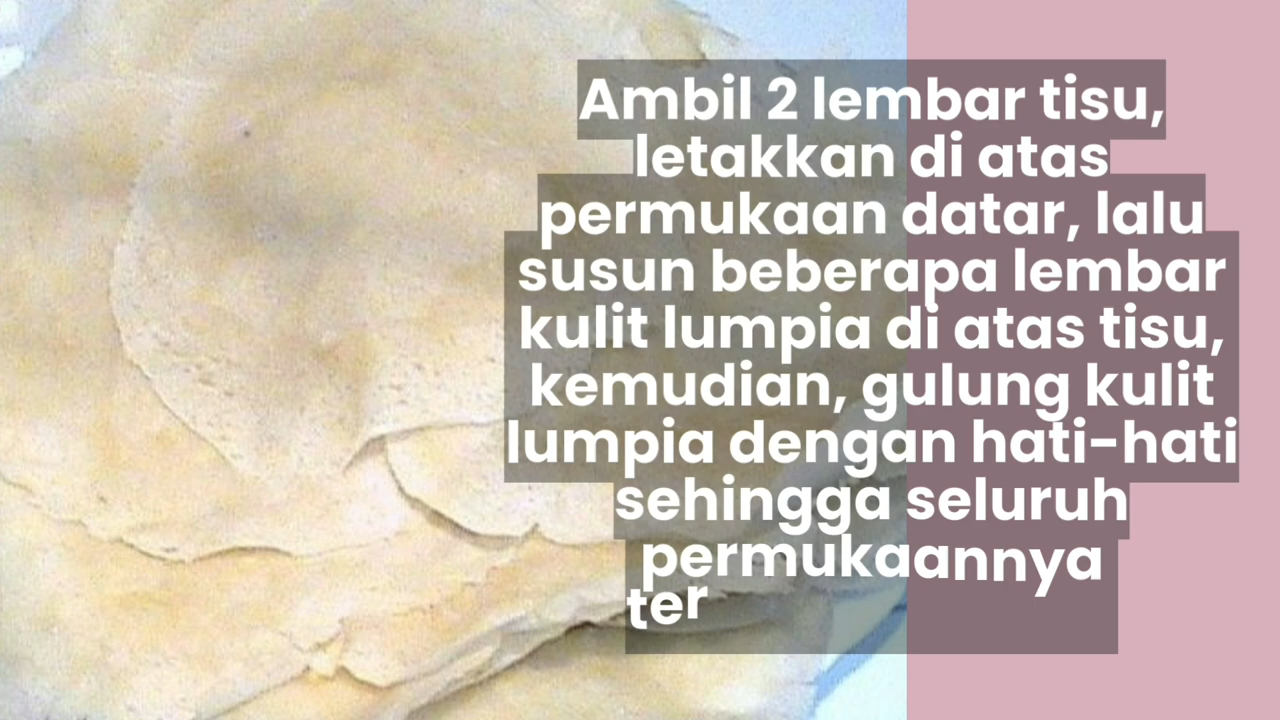 Ambil 2 lembar tisu,
letakkan di atas
permukaan datar, lalu
susun beberapa lembar
kulit lumpia di atas tisu,
kemudian, gulung kulit
lumpia dengan hati-hati
sehingga seluruh
permukaannya
ter